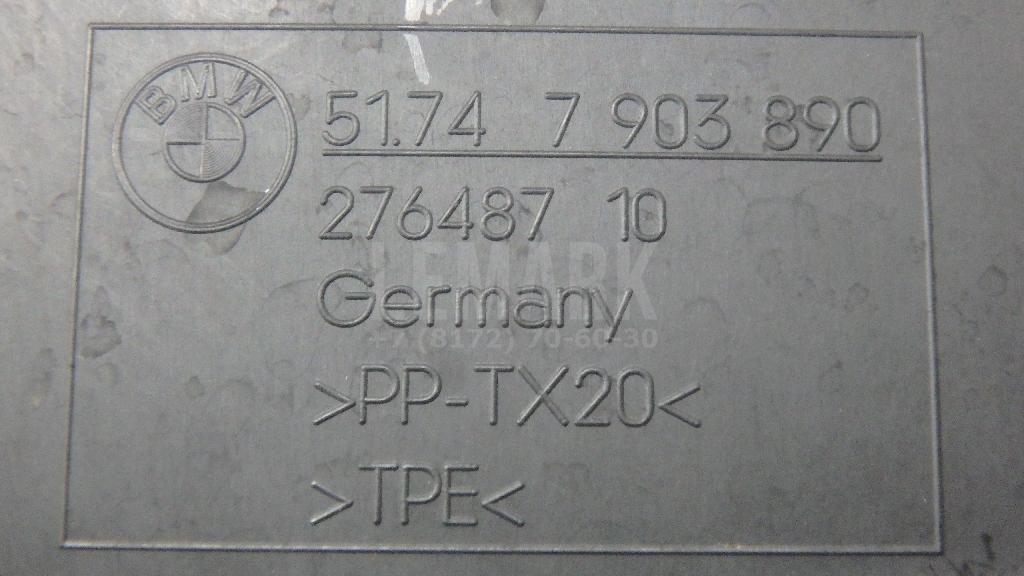 BMW
51.74 7 903 890
276487 10
LEMARK
Germany
+7 (8172) 70-60-30
>PP-TX20<
>TPE<